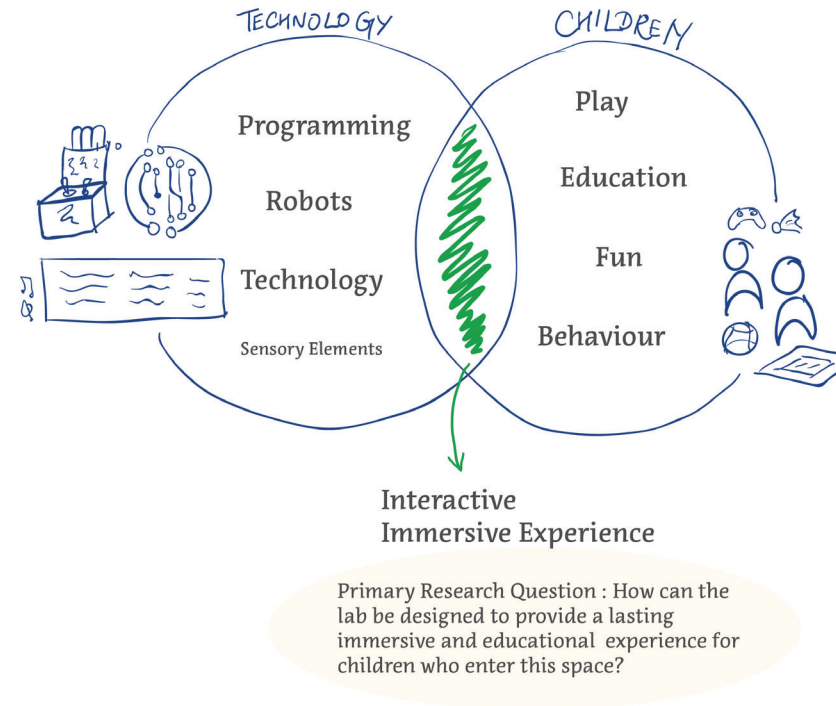 TECHNOLOGY
CHILDREN
Programming
Robots
Technology
Sensory Elements
Play
Education
Fun
Behaviour
Interactive
Immersive Experience
Primary Research Question : How can the
lab be designed to provide a lasting
immersive and educational experience for
children who enter this space?